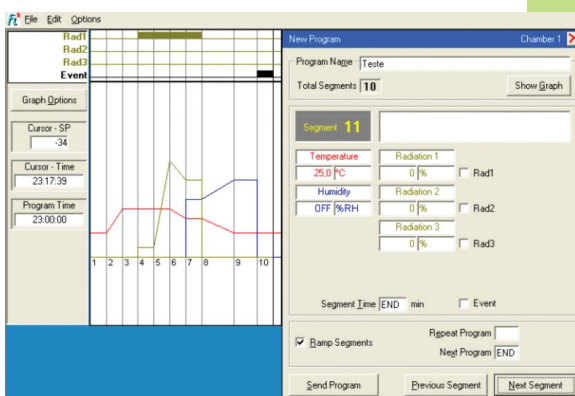 File Edit Options
Rad1
Rad2
Rad3
Event
Graph Options
Cursor - SP
-34
Cursor - Time
23:17:39
Program Time
23:00:00
1 2 3 4 5 6 7 8 9 10
New Program Chamber 1
Program Name Teste
Total Segments 10 Show Graph
Segment 11
Temperature Radiation 1
25,0 °C 0 % Rad1
Humidity Radiation 2
OFF %RH 0 % Rad2
Radiation 3
0 % Rad3
Segment Time END min Event
Ramp Segments Repeat Program
Next Program END
Send Program Previous Segment Next Segment